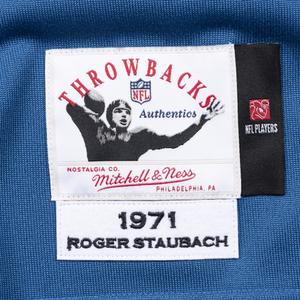 THROWBACKS
NFL
Authentics
NFL PLAYERS
NOSTALGIA CO.
Mitchell & Ness
PHILADELPHIA, PA
1971
ROGER STAUBACH